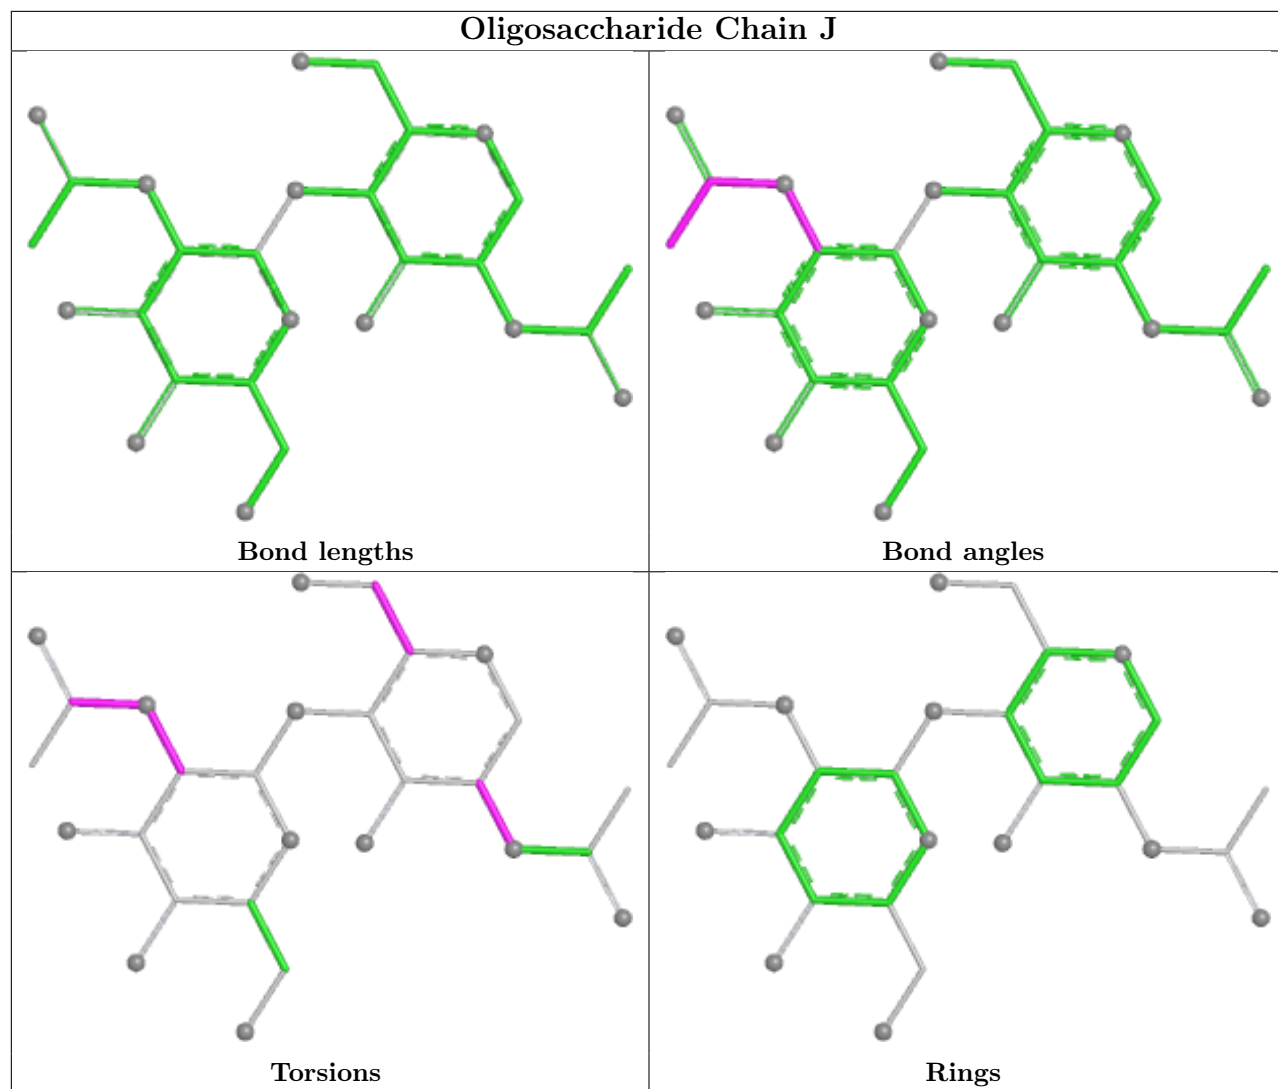 Oligosaccharide Chain J
Bond lengths
Bond angles
Torsions
Rings